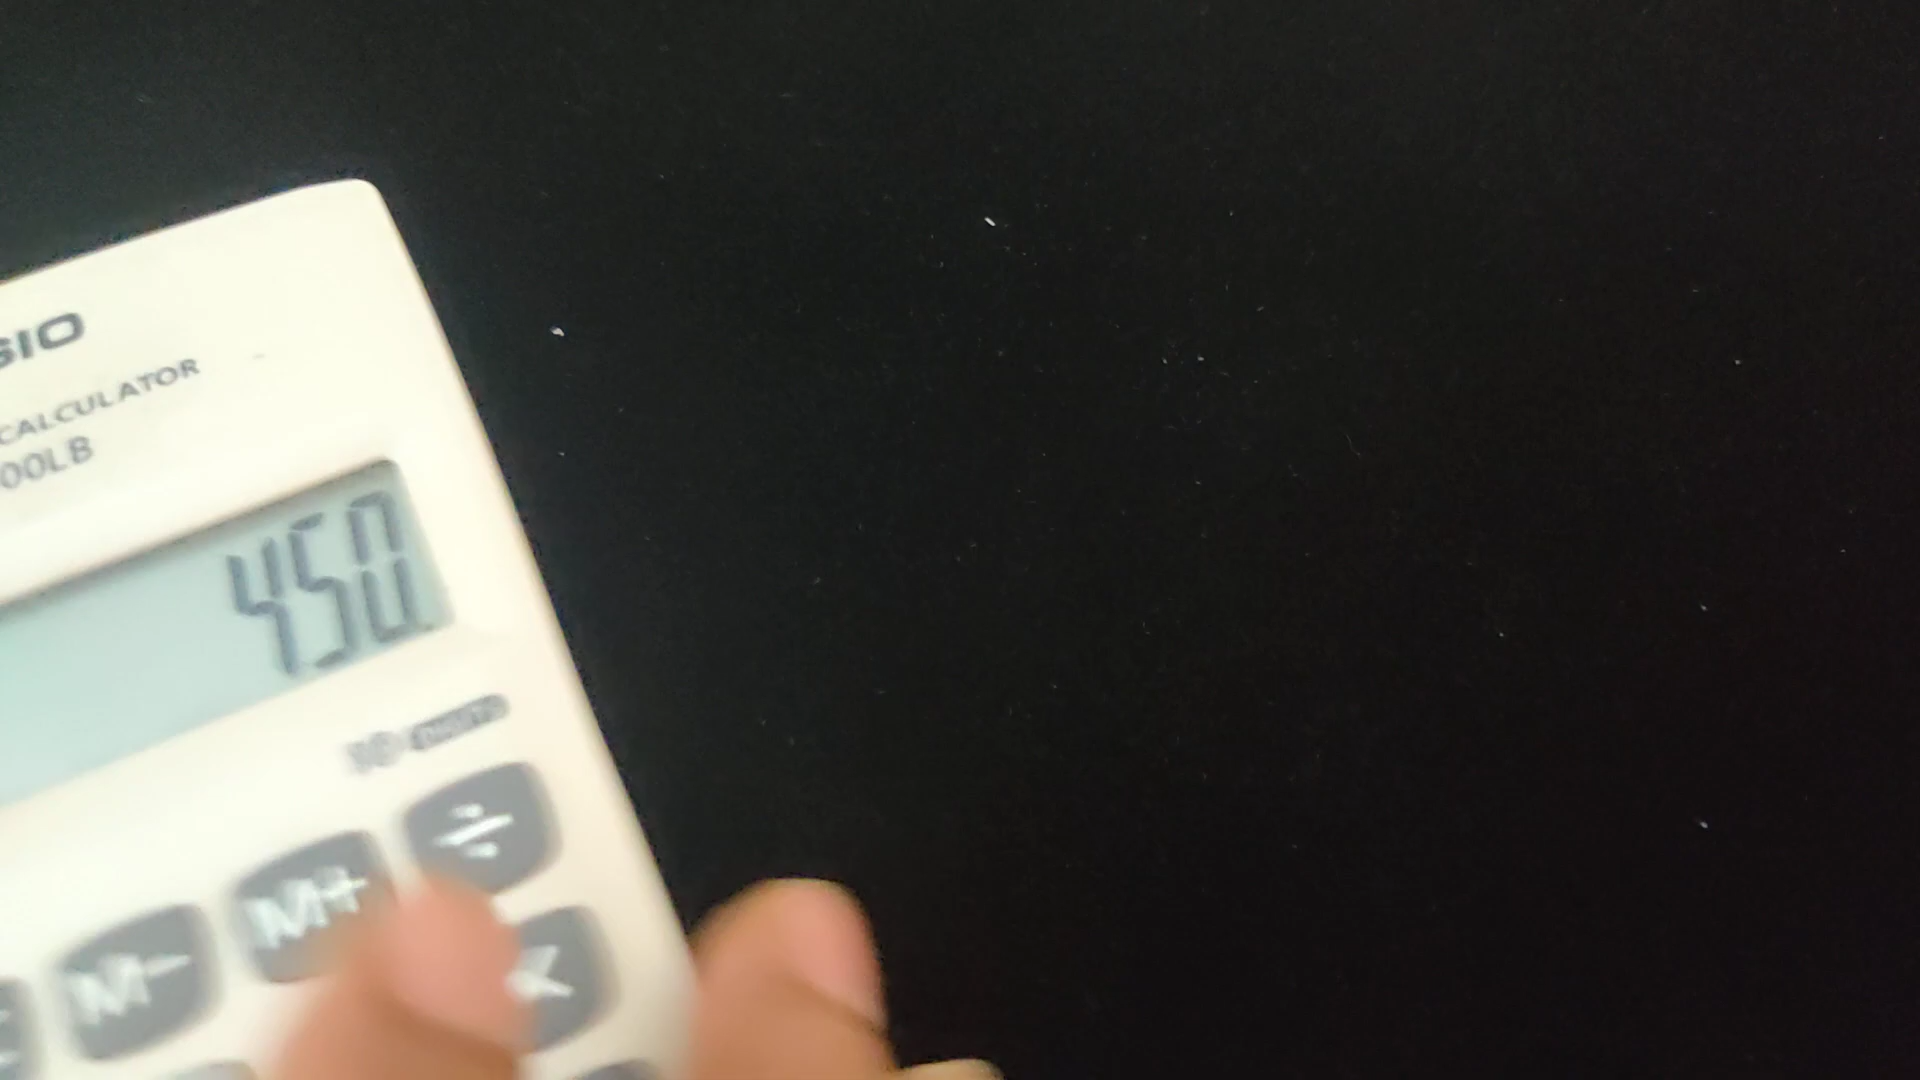 SIO
CALCULATOR
00LB
450.
÷
M+
M-